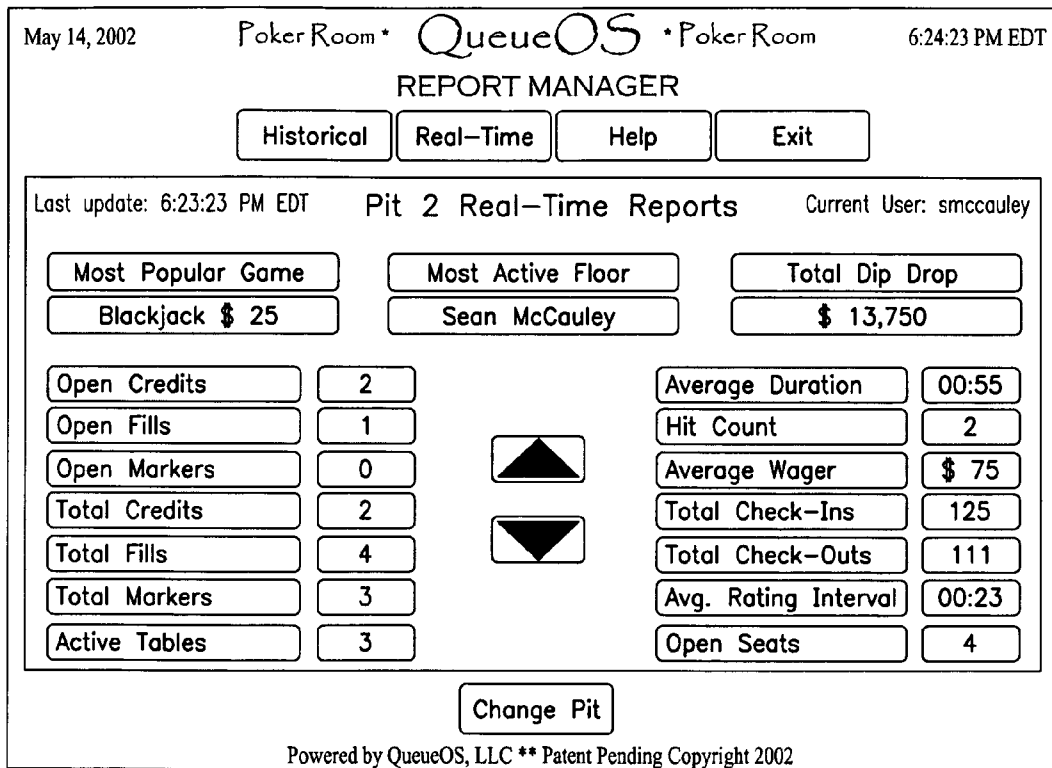 May 14, 2002 Poker Room * QueueOS * Poker Room 6:24:23 PM EDT
REPORT MANAGER
Historical Real-Time Help Exit
Last update: 6:23:23 PM EDT Pit 2 Real-Time Reports Current User: smccauley
Most Popular Game Most Active Floor Total Dip Drop
Blackjack $ 25 Sean McCauley $ 13,750
Open Credits 2 Average Duration 00:55
Open Fills 1 Hit Count 2
Open Markers 0 Average Wager $ 75
Total Credits 2 Total Check-Ins 125
Total Fills 4 Total Check-Outs 111
Total Markers 3 Avg. Rating Interval 00:23
Active Tables 3 Open Seats 4
Change Pit
Powered by QueueOS, LLC ** Patent Pending Copyright 2002